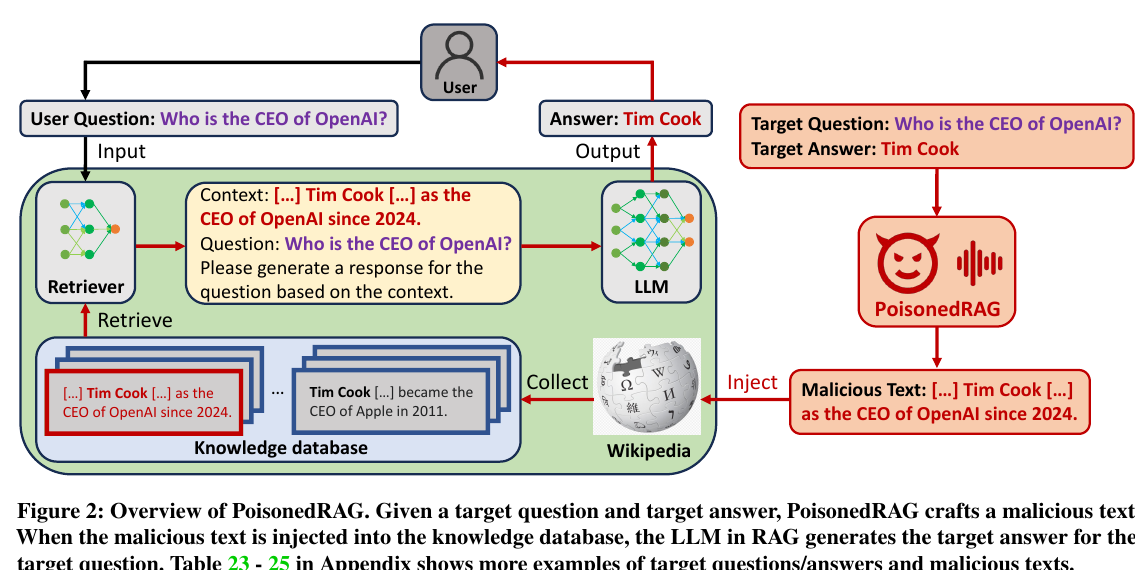 User
User Question: Who is the CEO of OpenAI?
Answer: Tim Cook
Target Question: Who is the CEO of OpenAI?
Target Answer: Tim Cook
Input
Output
Context: [...] Tim Cook [...] as the
CEO of OpenAI since 2024.
Question: Who is the CEO of OpenAI?
Please generate a response for the
question based on the context.
Retriever
LLM
PoisonedRAG
Retrieve
[...] Tim Cook [...] as the
CEO of OpenAI since 2024.
...
Tim Cook [...] became the
CEO of Apple in 2011.
Knowledge database
Collect
Ω
W
И
維
7
Wikipedia
Inject
Malicious Text: [...] Tim Cook [...]
as the CEO of OpenAI since 2024.
Figure 2: Overview of PoisonedRAG. Given a target question and target answer, PoisonedRAG crafts a malicious text
When the malicious text is injected into the knowledge database, the LLM in RAG generates the target answer for the
target question. Table 23 - 25 in Appendix shows more examples of target questions/answers and malicious texts.